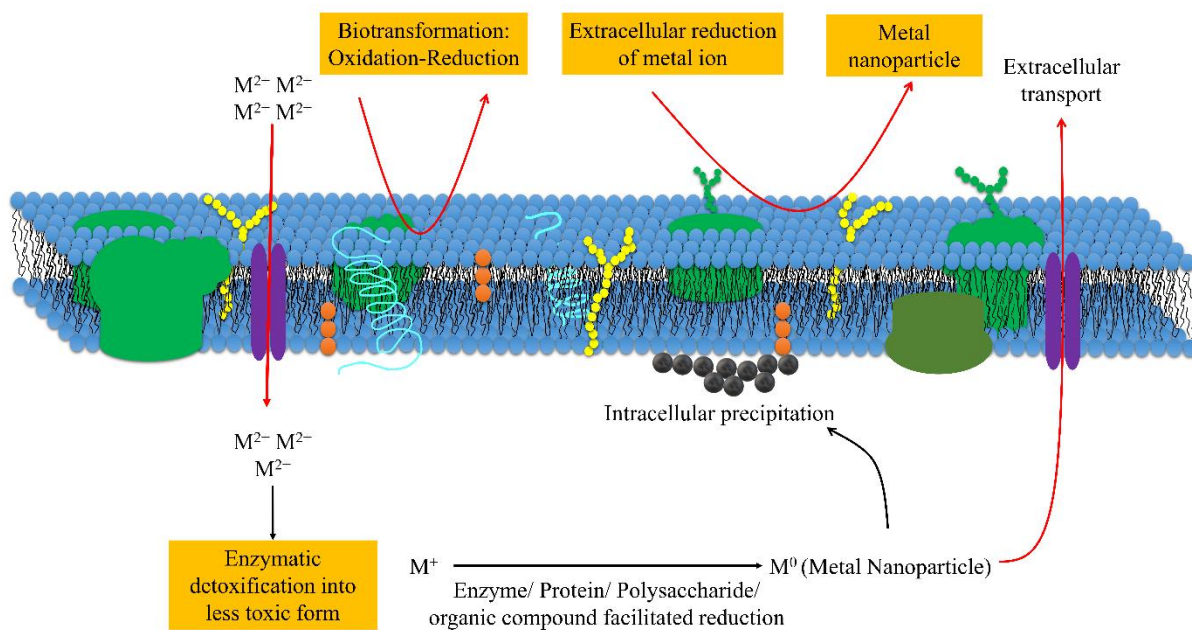 Biotransformation:
Oxidation-Reduction
Extracellular reduction
of metal ion
Metal
nanoparticle
Extracellular
transport
M²⁻ M²⁻
M²⁻ M²⁻
Intracellular precipitation
M²⁻ M²⁻
M²⁻
Enzymatic
dctoxification into
less toxic form
M⁺
M⁰ (Metal Nanoparticle)
Enzyme/ Protein/ Polysaccharide/
organic compound facilitated reduction